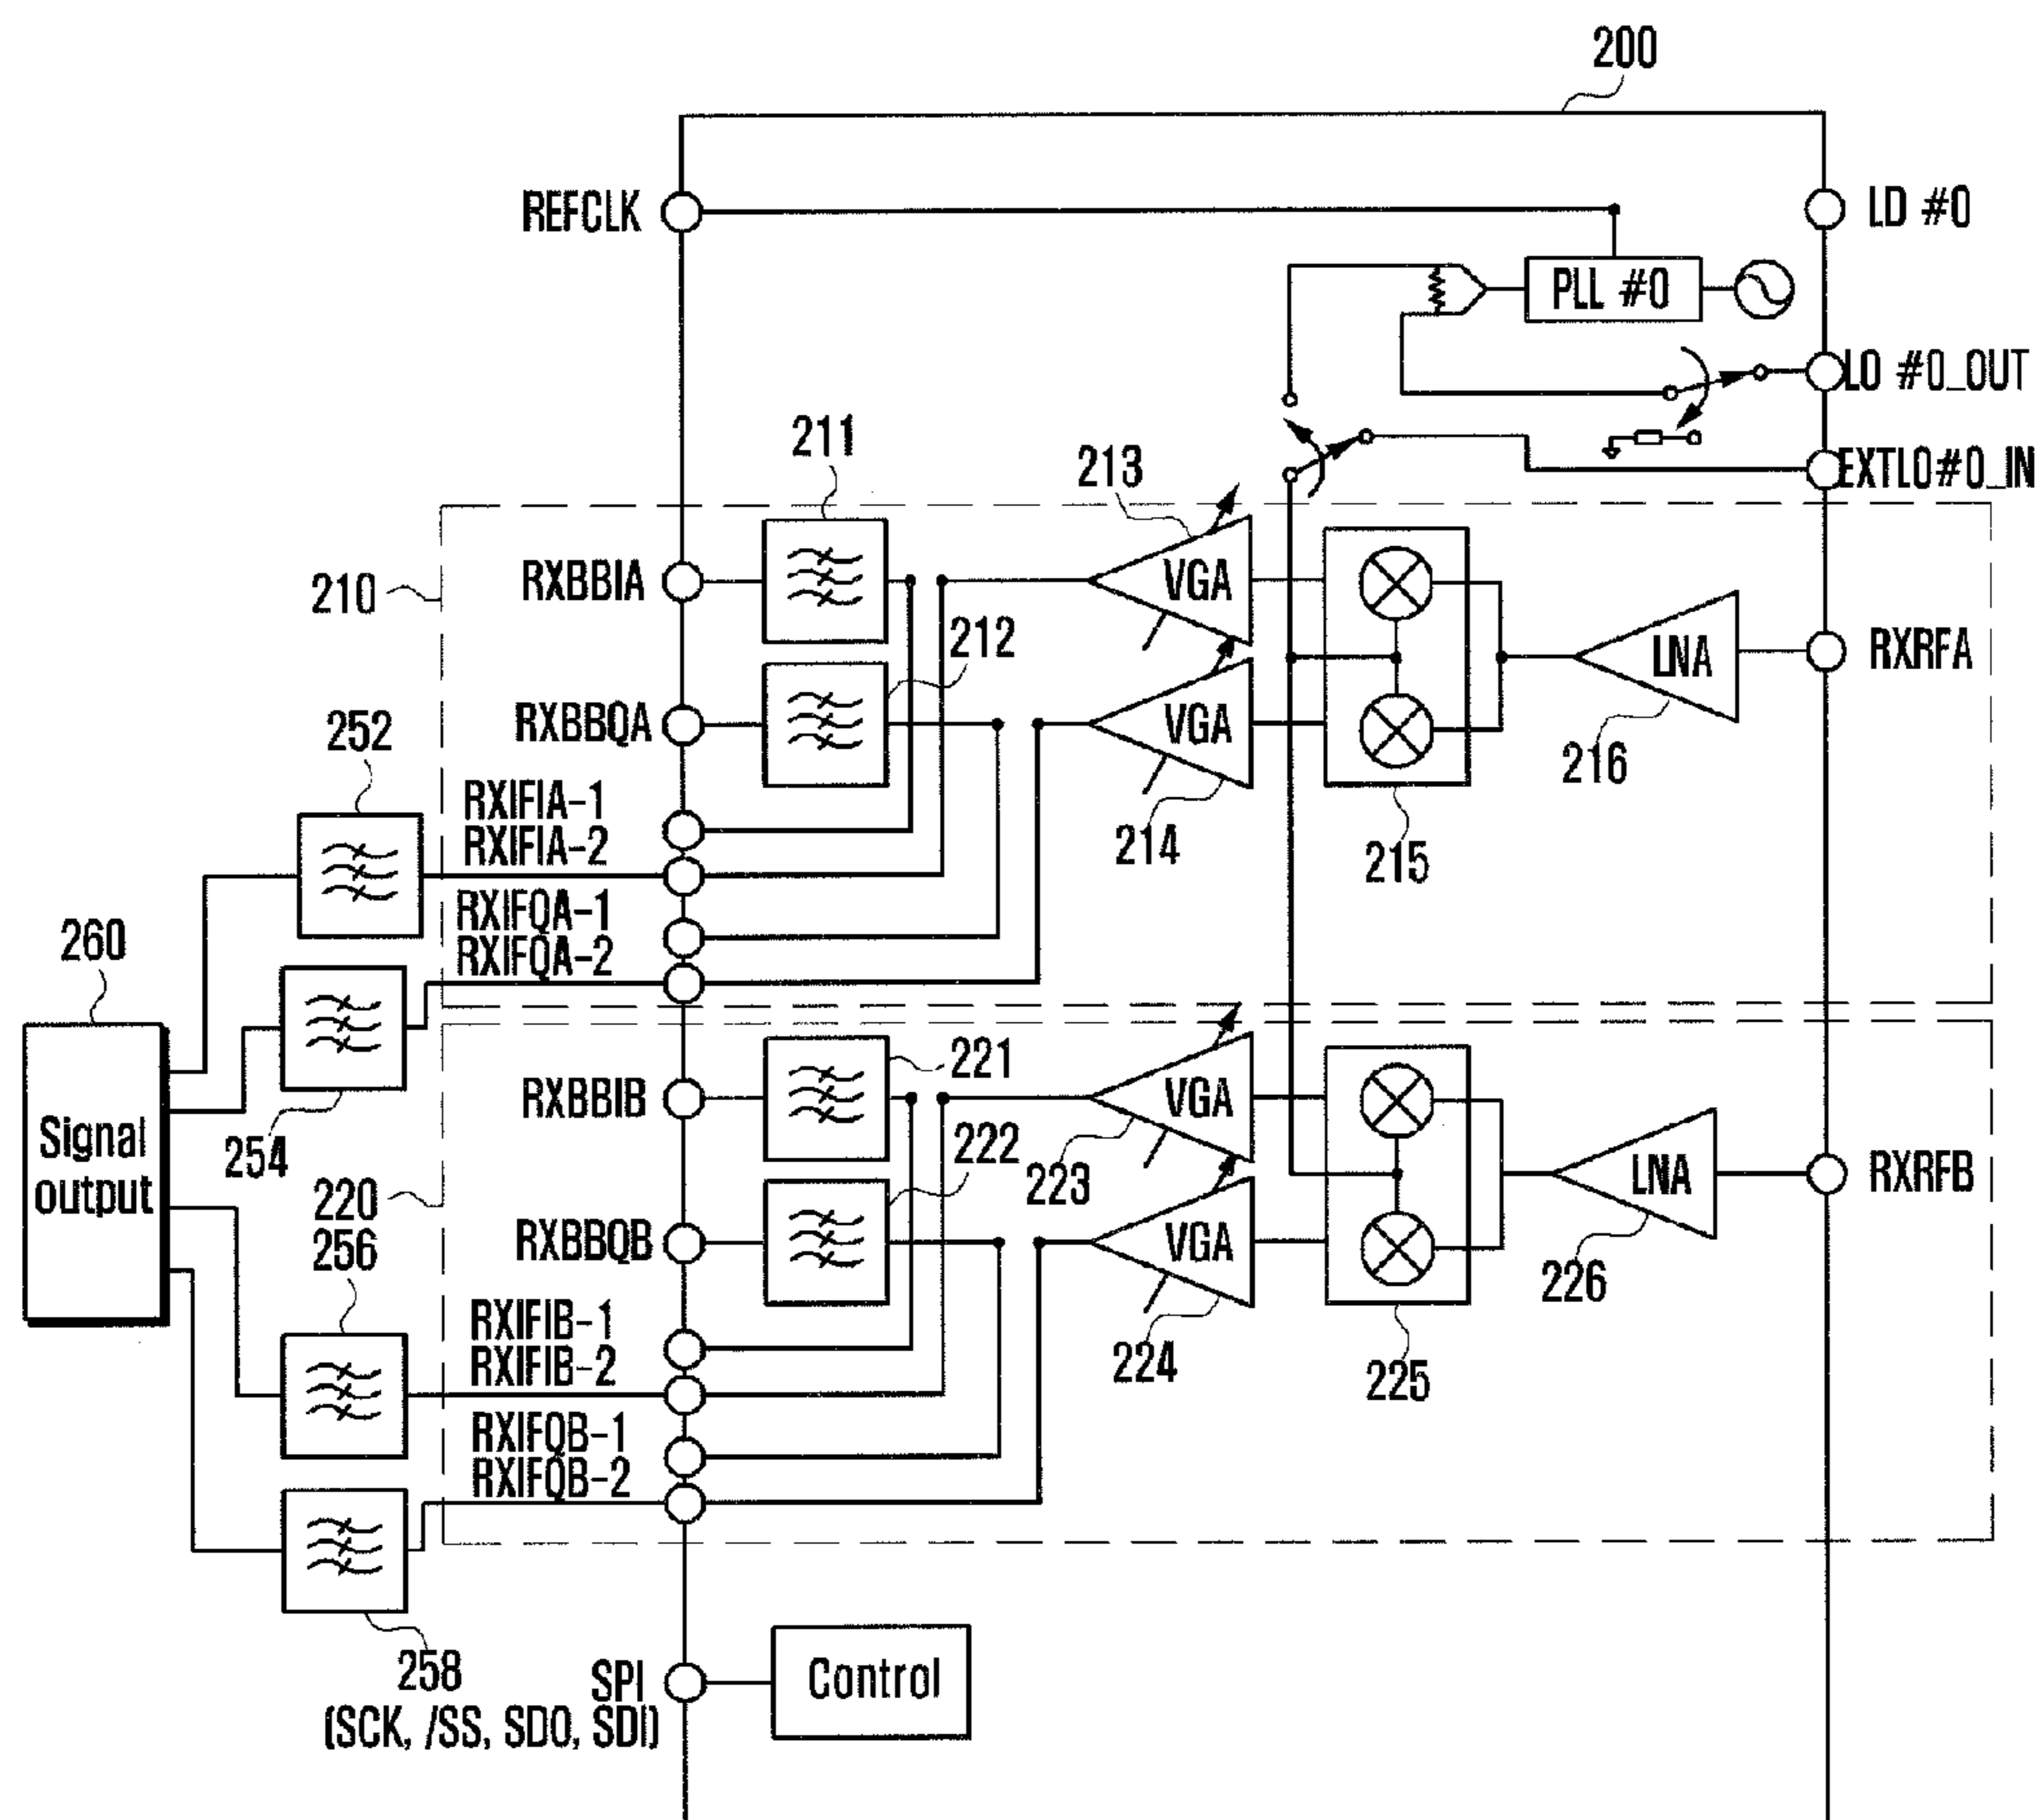 200
REFCLK
LD #0
PLL #0
LO #0_OUT
EXTLO#0_IN
211
213
210
RXBBIA
VGA
212
LNA
RXRFA
RXBBQA
VGA
252
216
RXIFIA-1
RXIFIA-2
214
215
RXIFQA-1
RXIFQA-2
260
221
RXBBIB
VGA
Signal
output
254
222
223
LNA
RXRFB
220
256
RXBBQB
VGA
226
RXIFIB-1
RXIFIB-2
224
225
RXIFQB-1
RXIFQB-2
258
SPI
(SCK, /SS, SDO, SDI)
Control